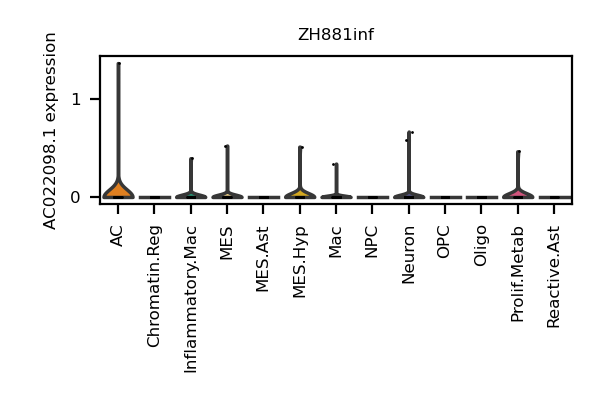 ZH881inf
AC022098.1 expression
1
0
AC
Chromatin.Reg
Inflammatory.Mac
MES
MES.Ast
MES.Hyp
Mac
NPC
Neuron
OPC
Oligo
Prolif.Metab
Reactive.Ast